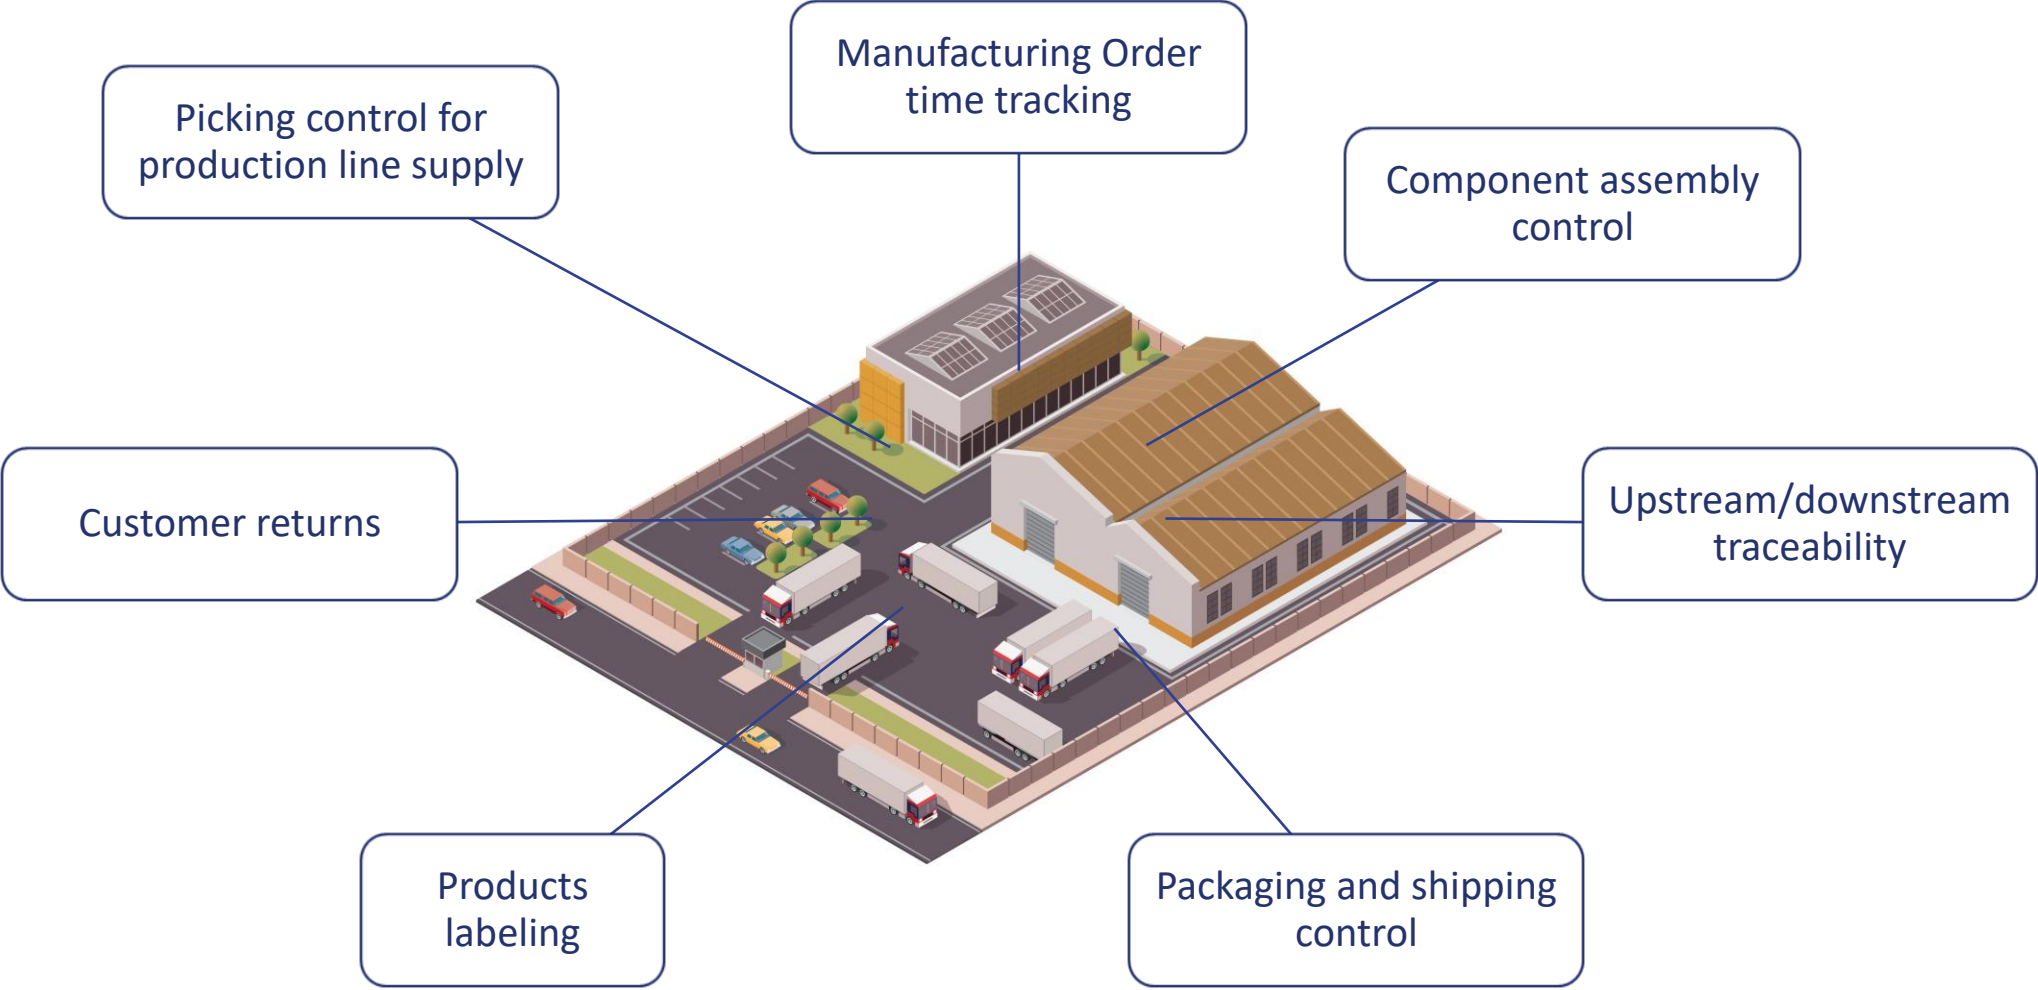 Manufacturing Order
time tracking
Picking control for
production line supply
Component assembly
control
Customer returns
Upstream/downstream
traceability
Products
labeling
Packaging and shipping
control